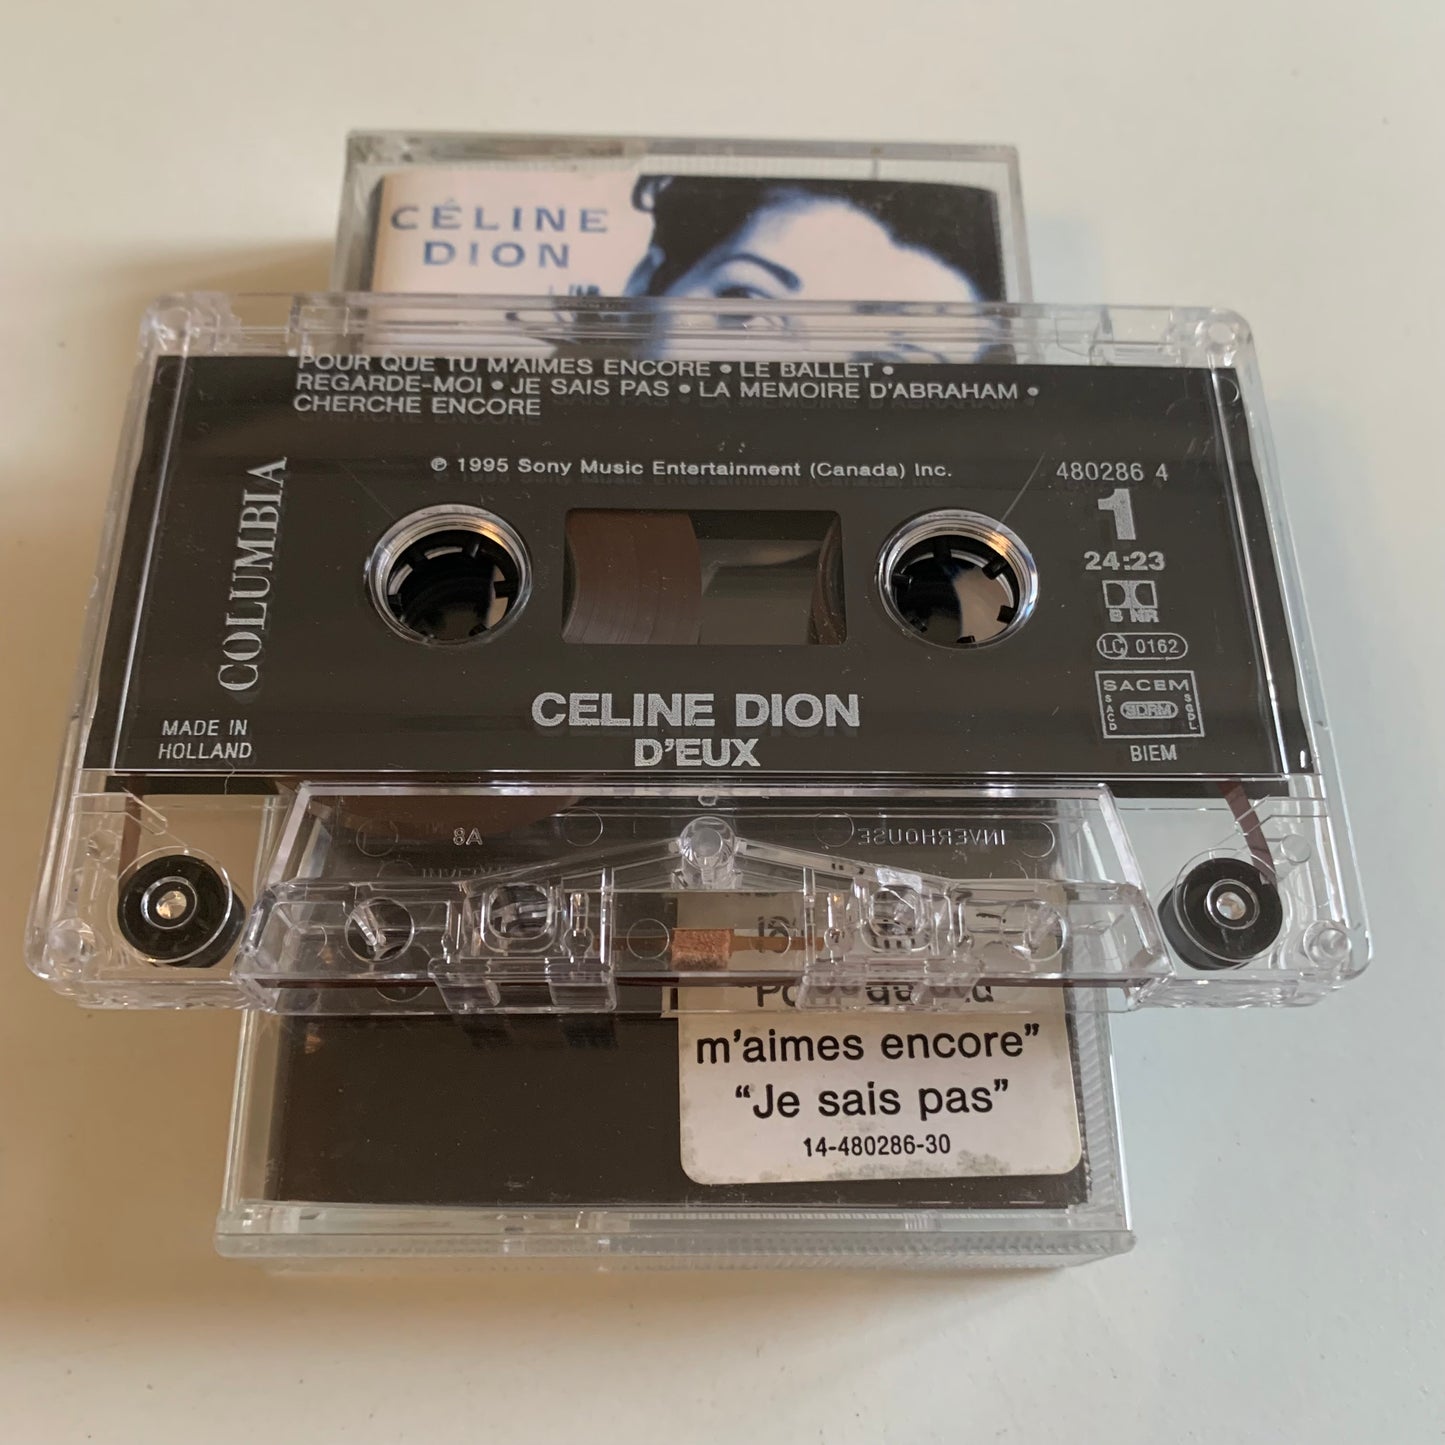 CÉLINE
DION
POUR QUE TU M'AIMES ENCORE • LE BALLET •
REGARDE-MOI • JE SAIS PAS • LA MEMOIRE D'ABRAHAM •
CHERCHE ENCORE
℗ 1995 Sony Music Entertainment (Canada) Inc.
480286 4
1
24:23
B NR
LC 0162
SACEM
SACD
SDRM
SGDL
BIEM
COLUMBIA
MADE IN
HOLLAND
CELINE DION
D'EUX
8A
INVERHOUSE
m'aimes encore”
“Je sais pas”
14-480286-30